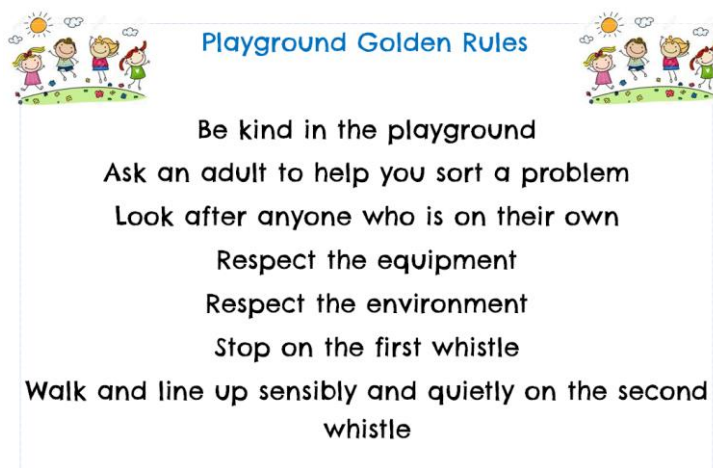 Playground Golden Rules
Be kind in the playground
Ask an adult to help you sort a problem
Look after anyone who is on their own
Respect the equipment
Respect the environment
Stop on the first whistle
Walk and line up sensibly and quietly on the second
whistle